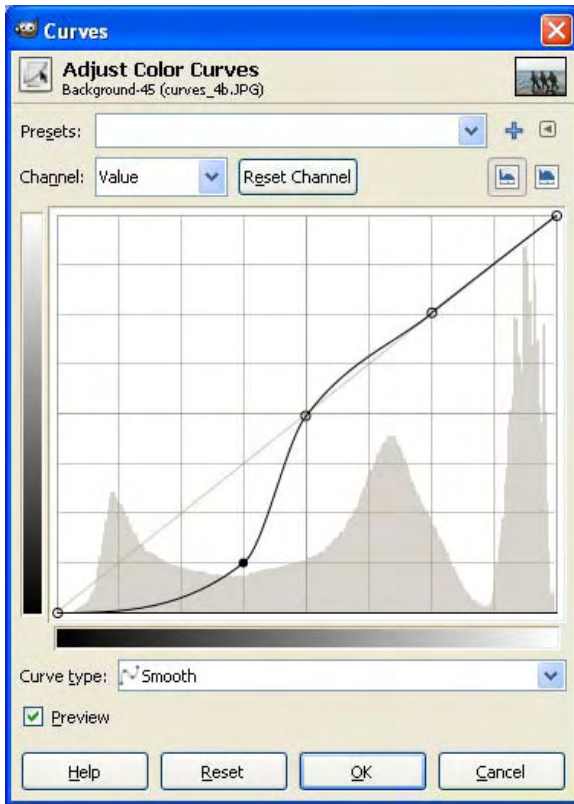 Curves
Adjust Color Curves
Background-45 (curves_4b.JPG)
Presets:
Channel: Value Reset Channel
Curve type: Smooth
Preview
Help Reset OK Cancel